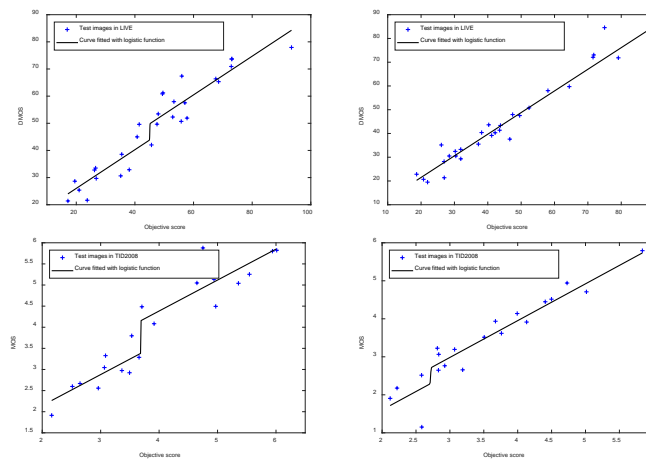 90
80
70
60
50
40
30
20
DMOS
Test images in LIVE
Curve fitted with logistic function
20 40 60 80 100
Objective score
90
80
70
60
50
40
30
20
10
DMOS
Test images in LIVE
Curve fitted with logistic function
10 20 30 40 50 60 70 80
Objective score
6
5.5
5
4.5
4
3.5
3
2.5
2
1.5
MOS
Test images in TID2008
Curve fitted with logistic function
2 3 4 5 6
Objective score
6
5
4
3
2
1
MOS
Test images in TID2008
Curve fitted with logistic function
2 2.5 3 3.5 4 4.5 5 5.5
Objective score